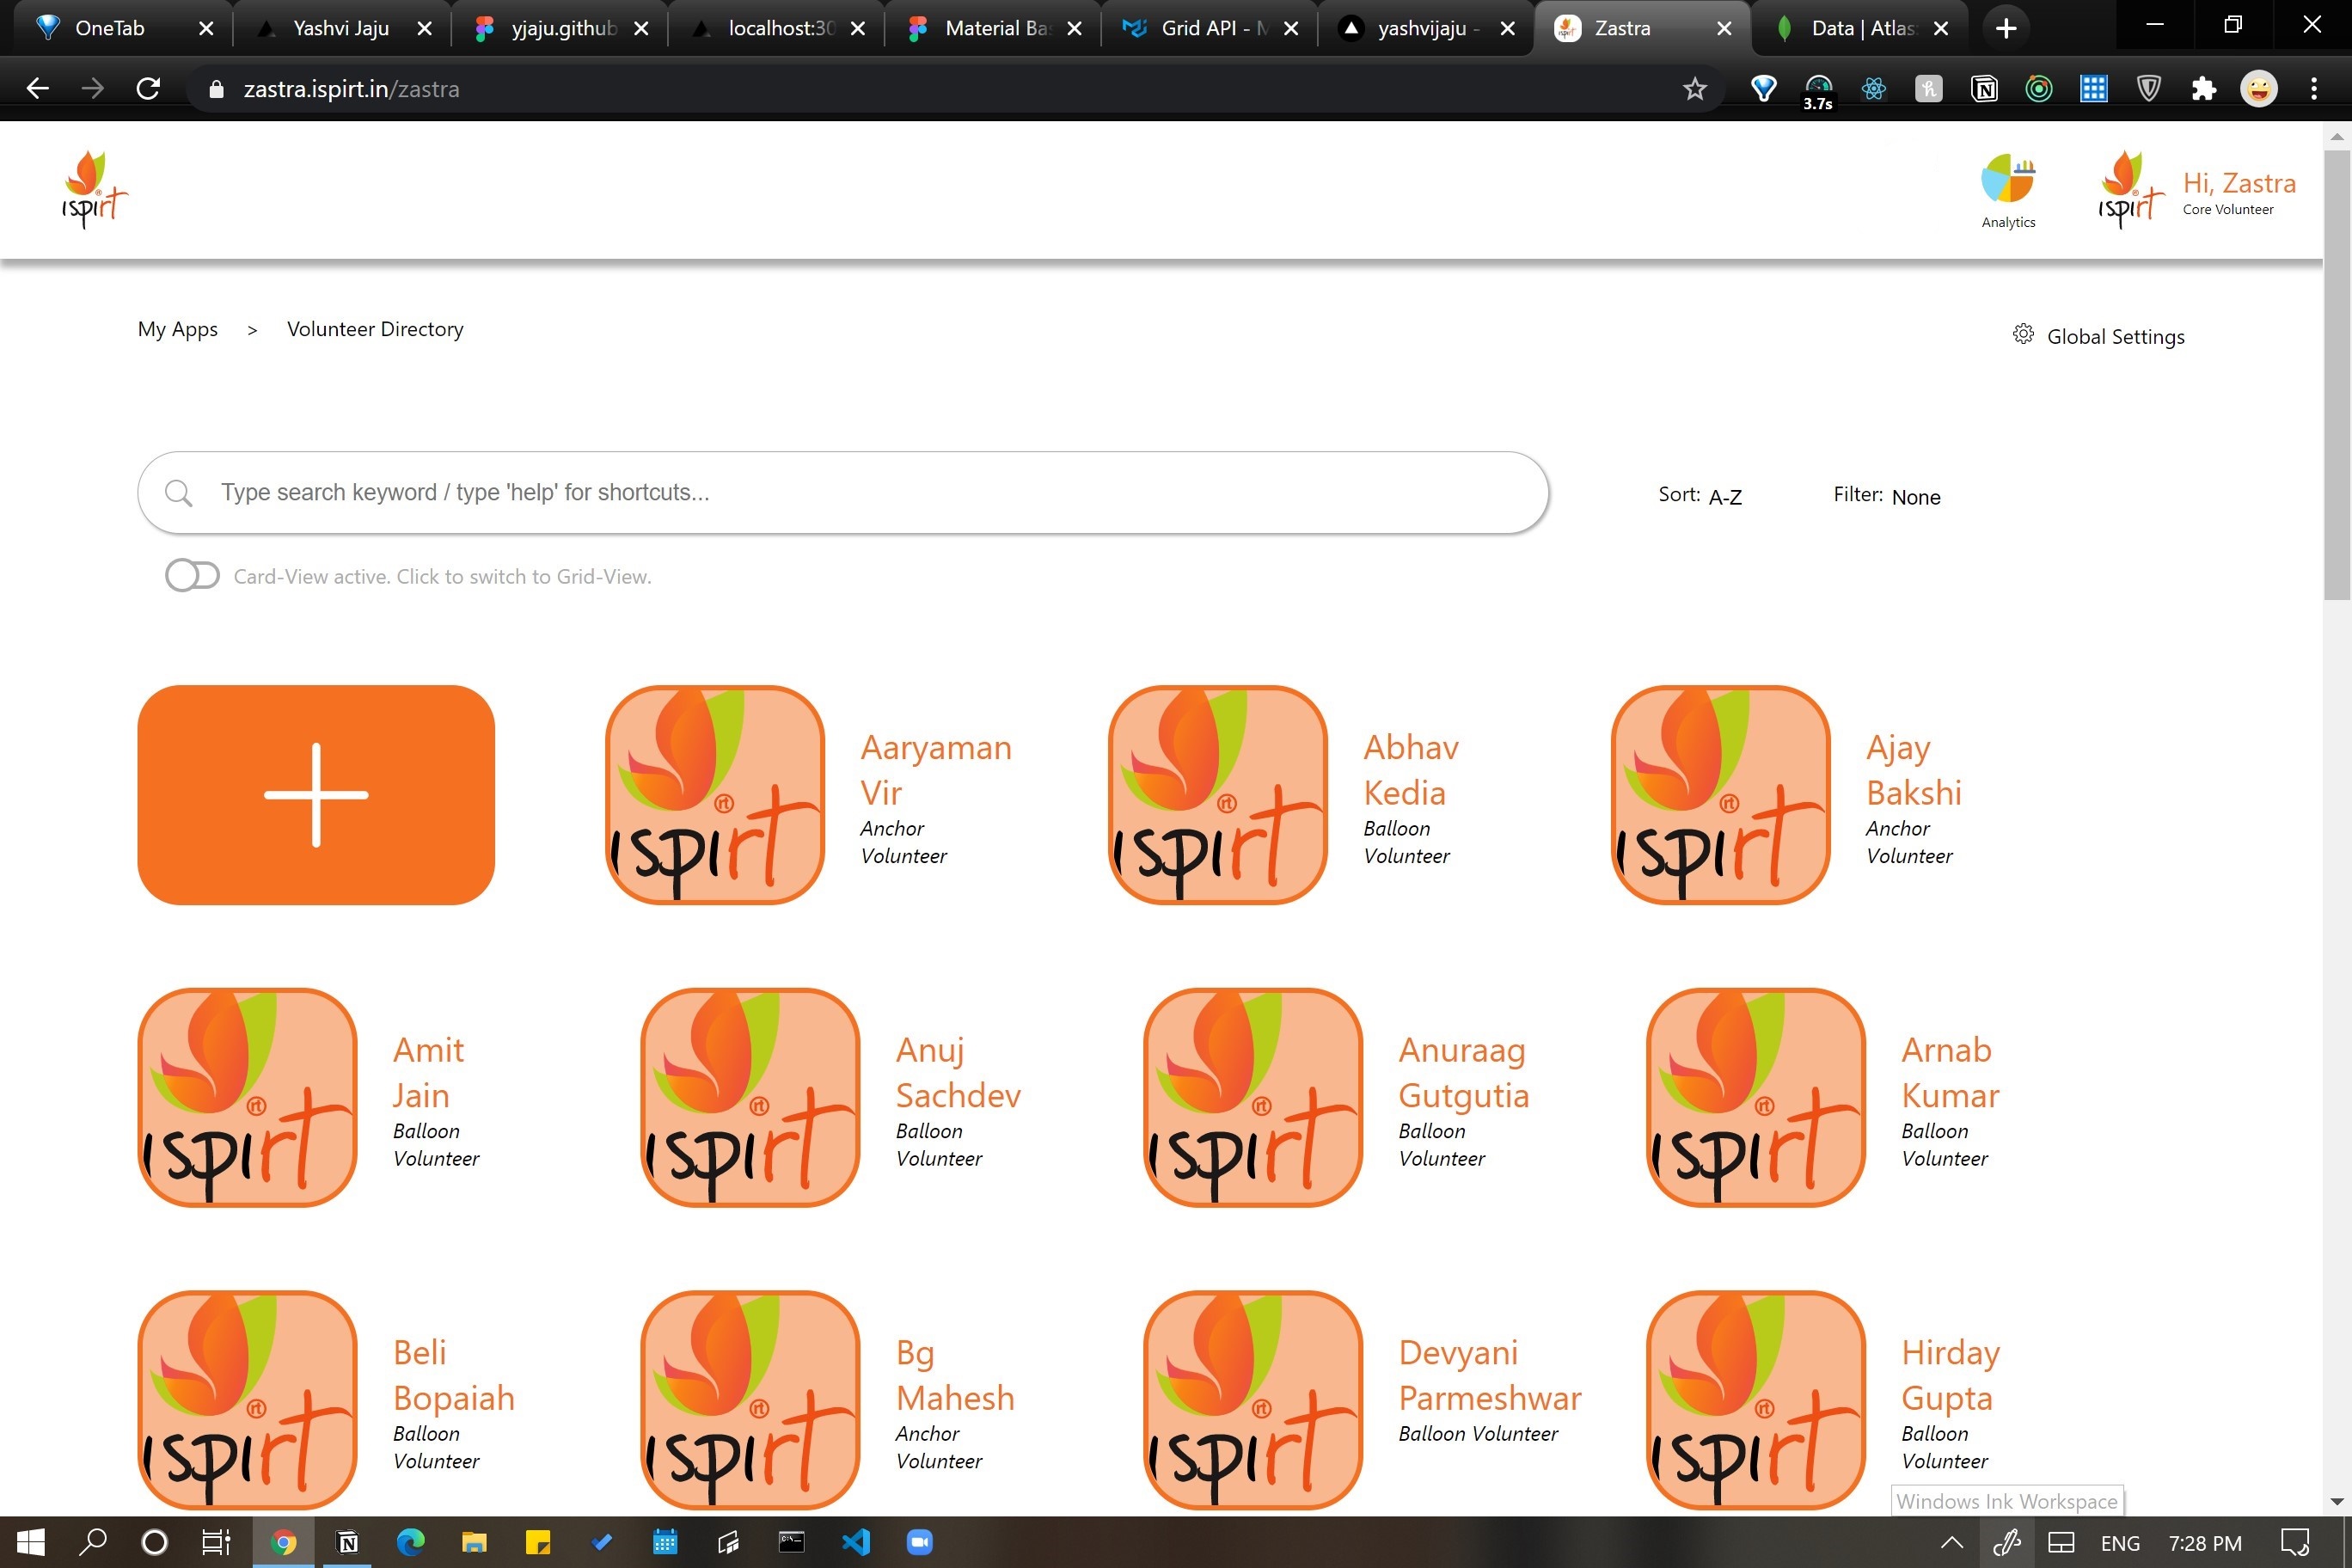 OneTab
Yashvi Jaju
yjaju.github
localhost:30
Material Ba
Grid API - M
yashvijaju -
Zastra
Data | Atlas:
zastra.ispirt.in/zastra
3.7s
ispirt
Analytics
ispirt
Hi, Zastra
Core Volunteer
My Apps > Volunteer Directory
Global Settings
Type search keyword / type 'help' for shortcuts...
Sort: A-Z
Filter: None
Card-View active. Click to switch to Grid-View.
ispirt
Aaryaman
Vir
Anchor
Volunteer
ispirt
Abhav
Kedia
Balloon
Volunteer
ispirt
Ajay
Bakshi
Anchor
Volunteer
ispirt
Amit
Jain
Balloon
Volunteer
ispirt
Anuj
Sachdev
Balloon
Volunteer
ispirt
Anuraag
Gutgutia
Balloon
Volunteer
ispirt
Arnab
Kumar
Balloon
Volunteer
ispirt
Beli
Bopaiah
Balloon
Volunteer
ispirt
Bg
Mahesh
Anchor
Volunteer
ispirt
Devyani
Parmeshwar
Balloon Volunteer
ispirt
Hirday
Gupta
Balloon
Volunteer
Windows Ink Workspace
ENG
7:28 PM